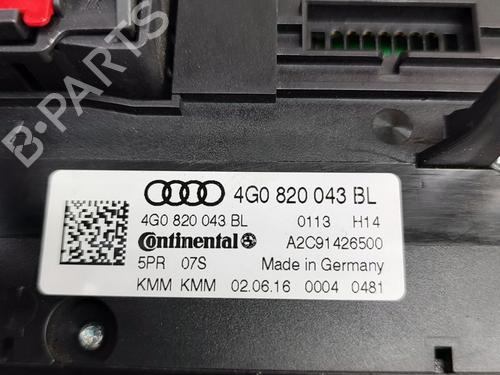 B-PARTS
4G0 820 043 BL
4G0 820 043 BL 0113 H14
Continental A2C91426500
5PR 07S Made in Germany
KMM KMM 02.06.16 0004 0481